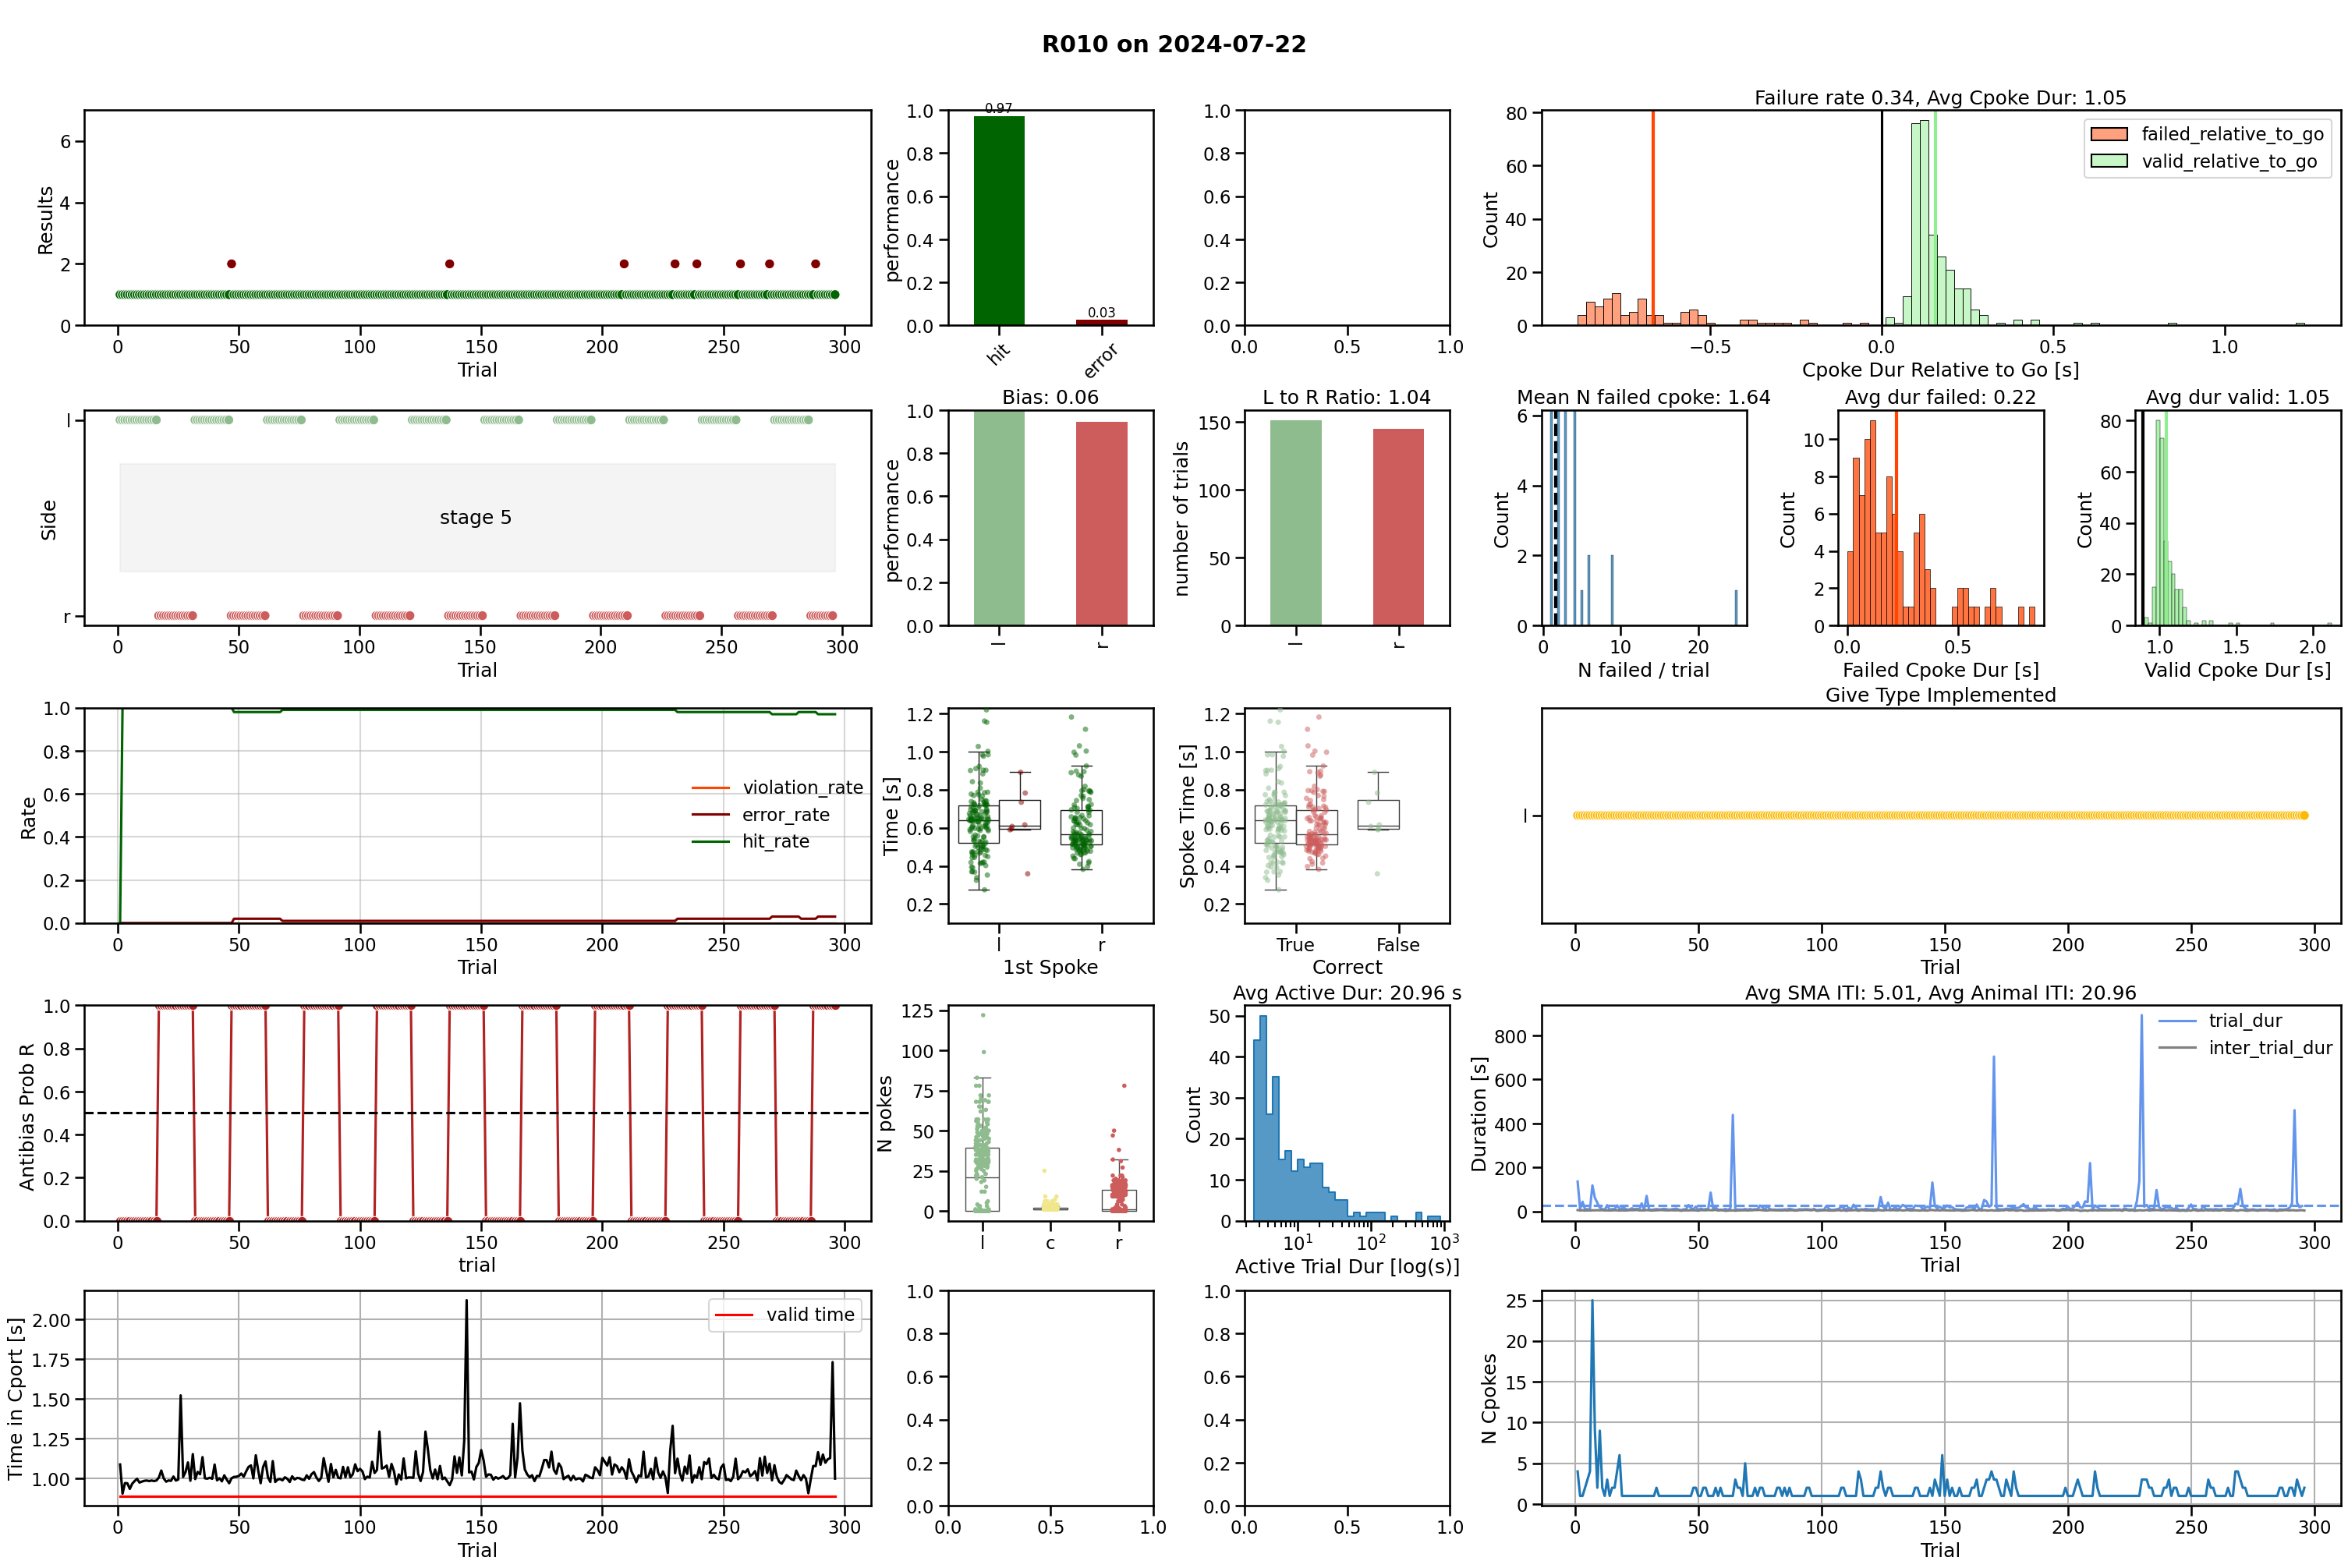 R010 on 2024-07-22
Results
0
2
4
6
0 50 100 150 200 250 300
Trial
performance
0.0 0.2 0.4 0.6 0.8 1.0
0.97
0.03
hit
error
0.0 0.2 0.4 0.6 0.8 1.0
0.0 0.5 1.0
Failure rate 0.34, Avg Cpoke Dur: 1.05
Count
0 20 40 60 80
failed_relative_to_go
valid_relative_to_go
−0.5 0.0 0.5 1.0
Cpoke Dur Relative to Go [s]
Side
l
stage 5
r
0 50 100 150 200 250 300
Trial
Bias: 0.06
performance
0.0 0.2 0.4 0.6 0.8 1.0
l r
L to R Ratio: 1.04
number of trials
0 50 100 150
l r
Mean N failed cpoke: 1.64
Count
0 2 4 6
0 10 20
N failed / trial
Avg dur failed: 0.22
Count
0 2 4 6 8 10
0.0 0.5
Failed Cpoke Dur [s]
Avg dur valid: 1.05
Count
0 20 40 60 80
1.0 1.5 2.0
Valid Cpoke Dur [s]
Rate
0.0 0.2 0.4 0.6 0.8 1.0
violation_rate
error_rate
hit_rate
0 50 100 150 200 250 300
Trial
Time [s]
0.2 0.4 0.6 0.8 1.0 1.2
l r
1st Spoke
Spoke Time [s]
0.2 0.4 0.6 0.8 1.0 1.2
True False
Correct
Give Type Implemented
l
0 50 100 150 200 250 300
Trial
Antibias Prob R
0.0 0.2 0.4 0.6 0.8 1.0
0 50 100 150 200 250 300
trial
N pokes
0 25 50 75 100 125
l c r
Avg Active Dur: 20.96 s
Count
0 10 20 30 40 50
10¹ 10² 10³
Active Trial Dur [log(s)]
Avg SMA ITI: 5.01, Avg Animal ITI: 20.96
Duration [s]
0 200 400 600 800
trial_dur
inter_trial_dur
0 50 100 150 200 250 300
Trial
Time in Cport [s]
1.00 1.25 1.50 1.75 2.00
valid time
0 50 100 150 200 250 300
Trial
0.0 0.2 0.4 0.6 0.8 1.0
0.0 0.5 1.0
0.0 0.2 0.4 0.6 0.8 1.0
0.0 0.5 1.0
N Cpokes
0 5 10 15 20 25
0 50 100 150 200 250 300
Trial